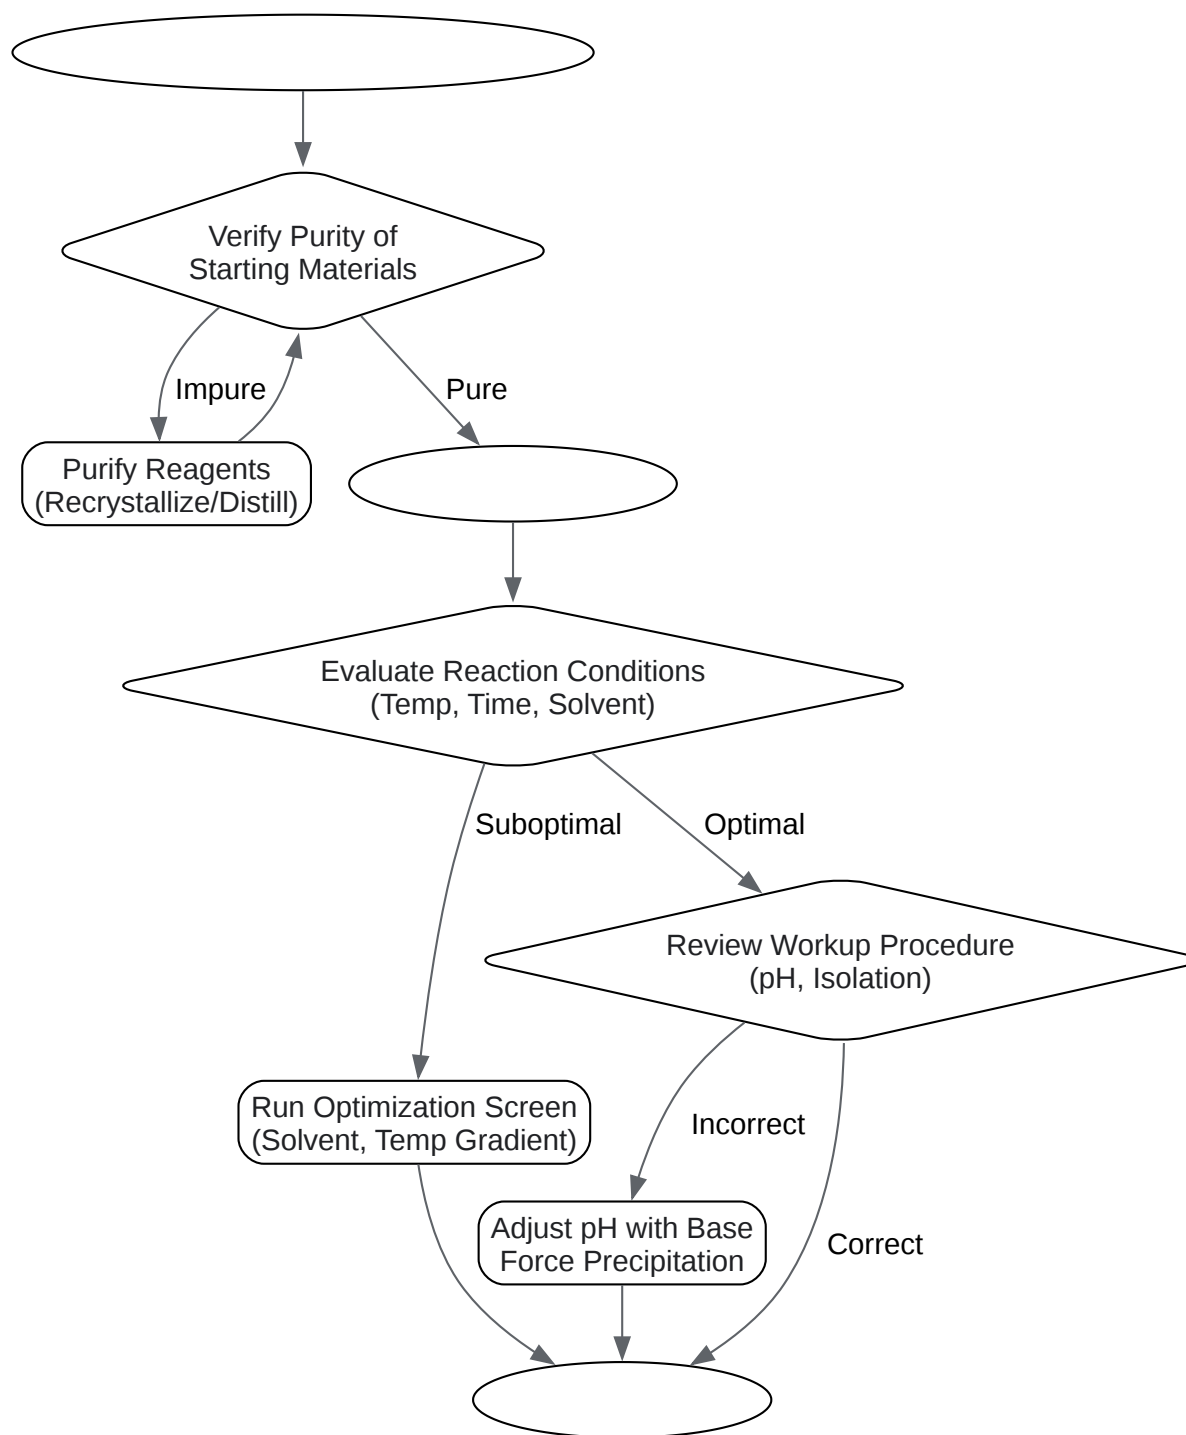 Verify Purity of
Starting Materials
Impure
Pure
Purify Reagents
(Recrystallize/Distill)
Evaluate Reaction Conditions
(Temp, Time, Solvent)
Suboptimal
Optimal
Review Workup Procedure
(pH, Isolation)
Run Optimization Screen
(Solvent, Temp Gradient)
Incorrect
Adjust pH with Base
Force Precipitation
Correct